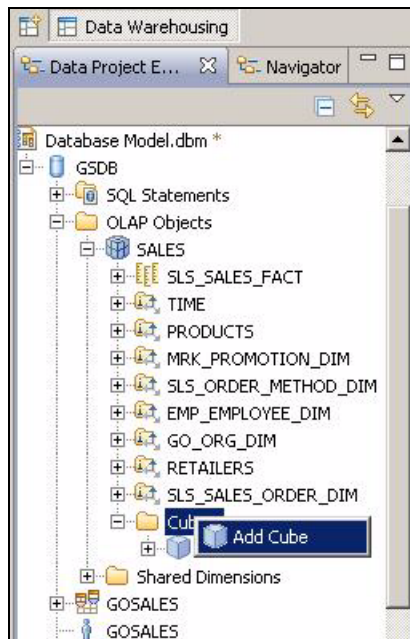 Data Warehousing
Data Project E... Navigator
Database Model.dbm *
GSDB
SQL Statements
OLAP Objects
SALES
SLS_SALES_FACT
TIME
PRODUCTS
MRK_PROMOTION_DIM
SLS_ORDER_METHOD_DIM
EMP_EMPLOYEE_DIM
GO_ORG_DIM
RETAILERS
SLS_SALES_ORDER_DIM
Add Cube
Shared Dimensions
GOSALES
GOSALES